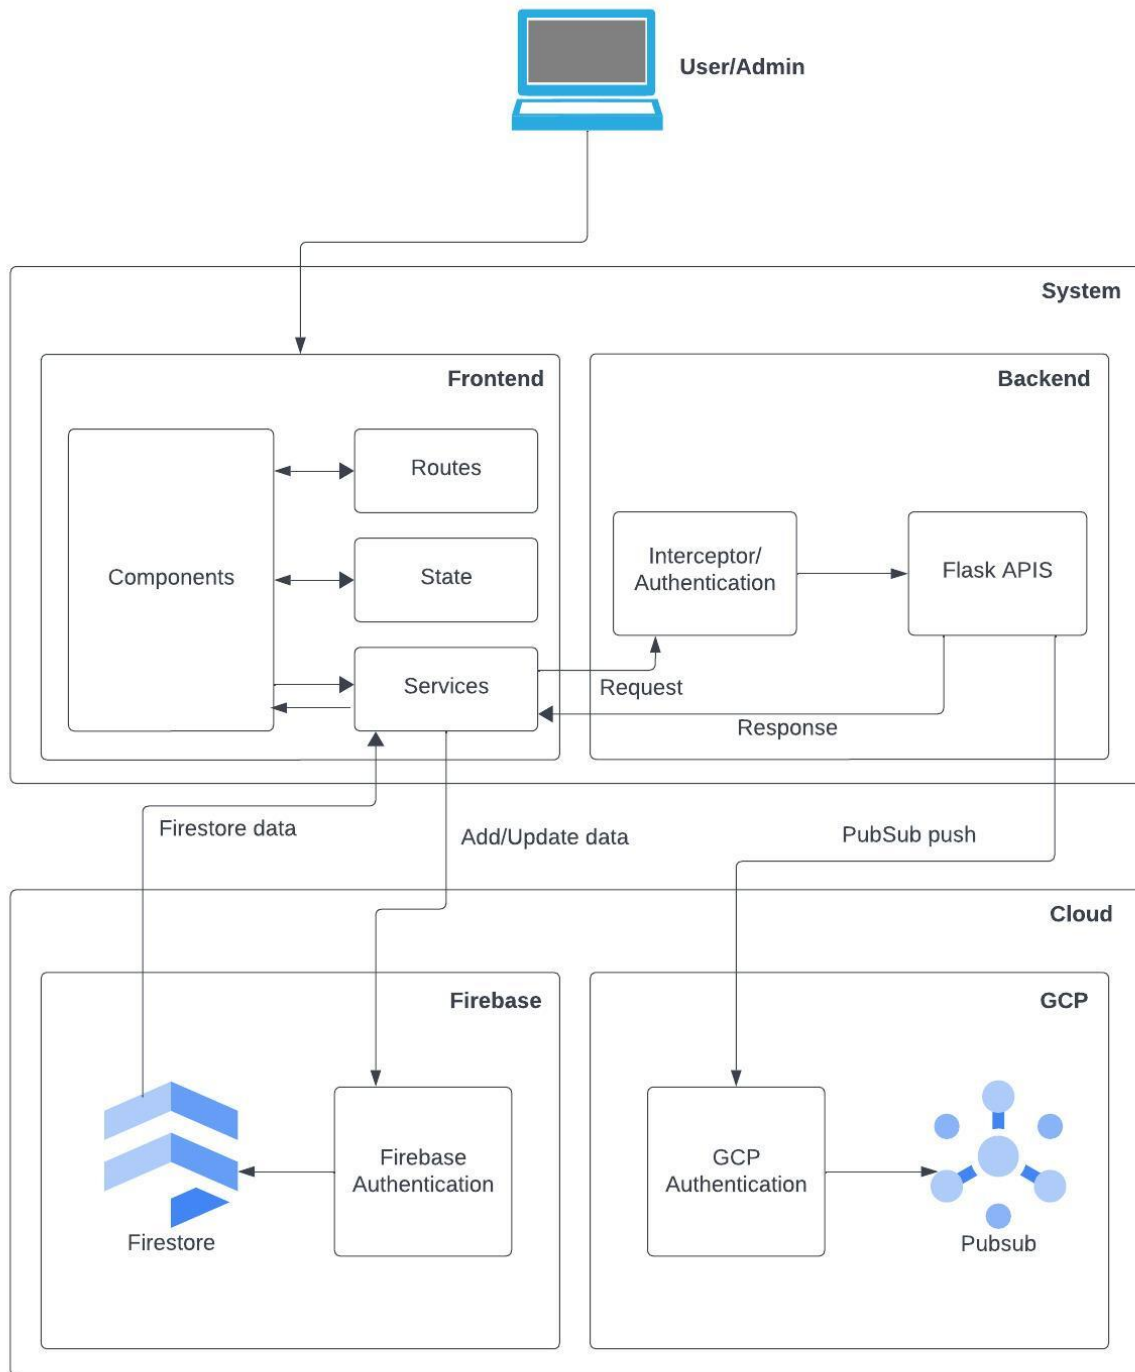 User/Admin
System
Frontend
Backend
Routes
Components
State
Services
Interceptor/
Authentication
Flask APIS
Request
Response
Firestore data
Add/Update data
PubSub push
Cloud
Firebase
GCP
Firebase
Authentication
Firestore
GCP
Authentication
Pubsub